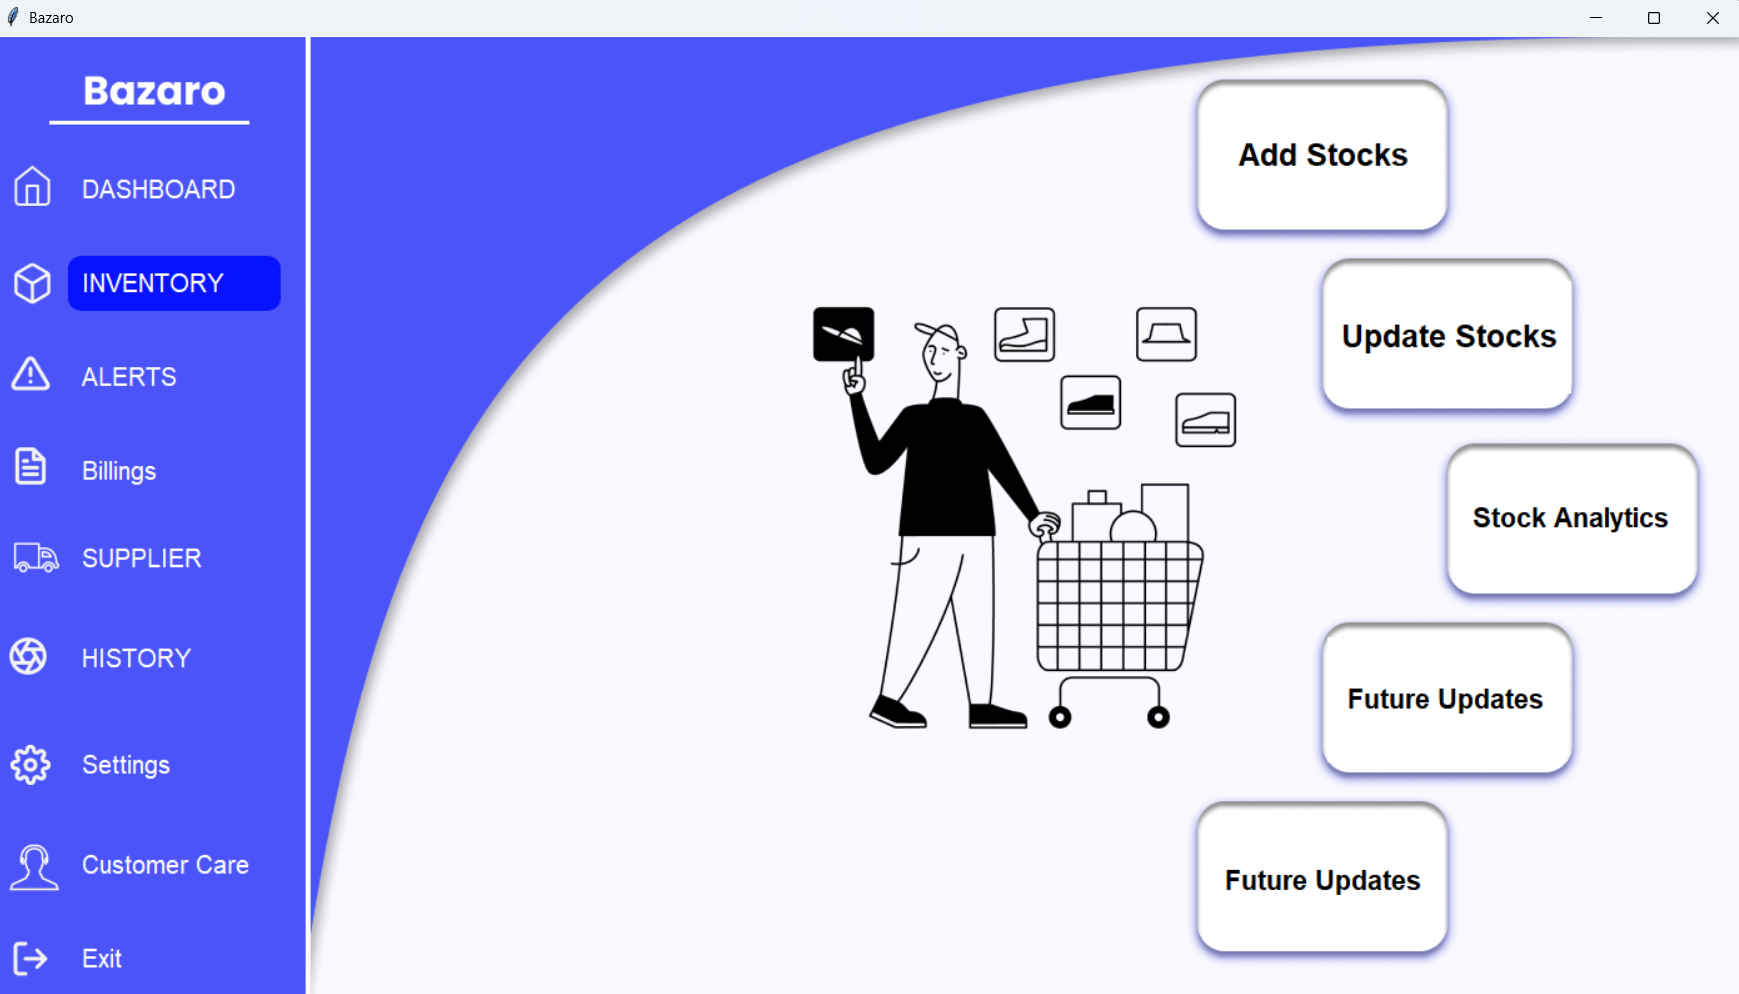 Bazaro
Bazaro
DASHBOARD
INVENTORY
ALERTS
Billings
SUPPLIER
HISTORY
Settings
Customer Care
Exit
Add Stocks
Update Stocks
Stock Analytics
Future Updates
Future Updates